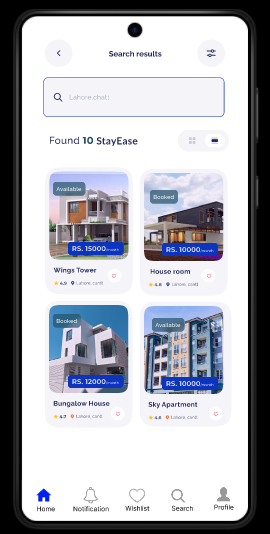 Search results
Lahore chat|
Found 10 StayEase
Available
RS. 15000/month
Wings Tower
4.9 Lahore, cantt
Booked
RS. 10000/month
House room
4.8 Lahore, cantt
Booked
RS. 12000/month
Bungalow House
4.7 Lahore, cantt
Available
RS. 10000/month
Sky Apartment
4.6 Lahore, cantt
Home
Notification
Wishlist
Search
Profile